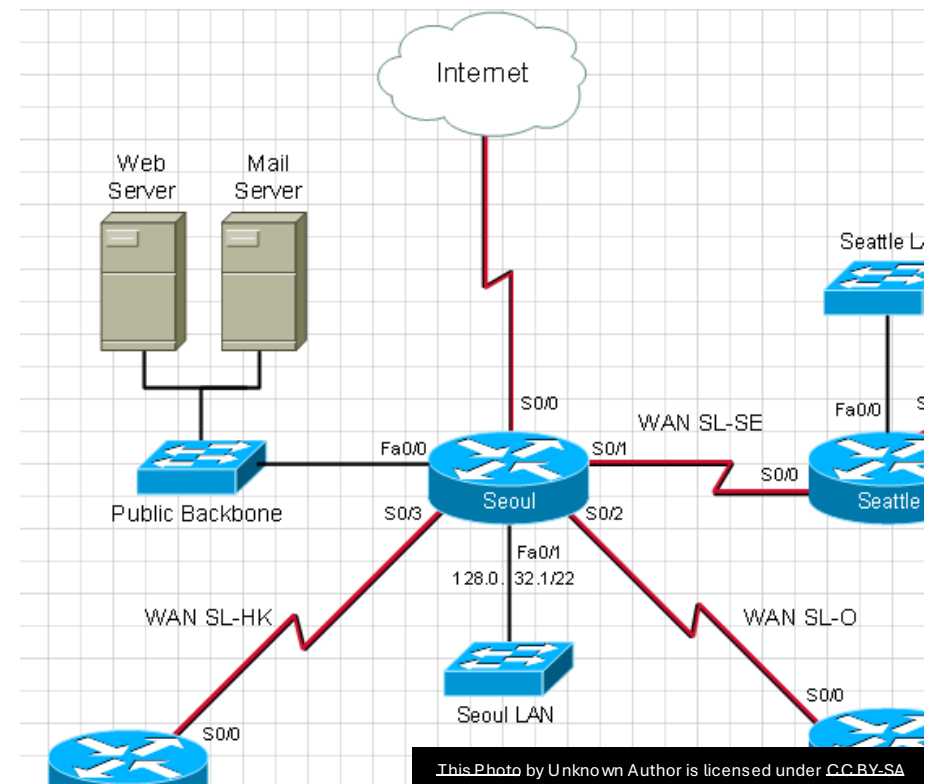 Internet
Web
Server
Mail
Server
Seattle
S0/0
WAN SL-SE
Fa0/0
Fa0/0
S0/1
S0/0
Seoul
Seattle
Public Backbone
S0/3
S0/2
Fa0/1
128.0. 32.1/22
WAN SL-HK
WAN SL-O
S0/0
Seoul LAN
S0/0
This Photo by Unknown Author is licensed under CC BY-SA